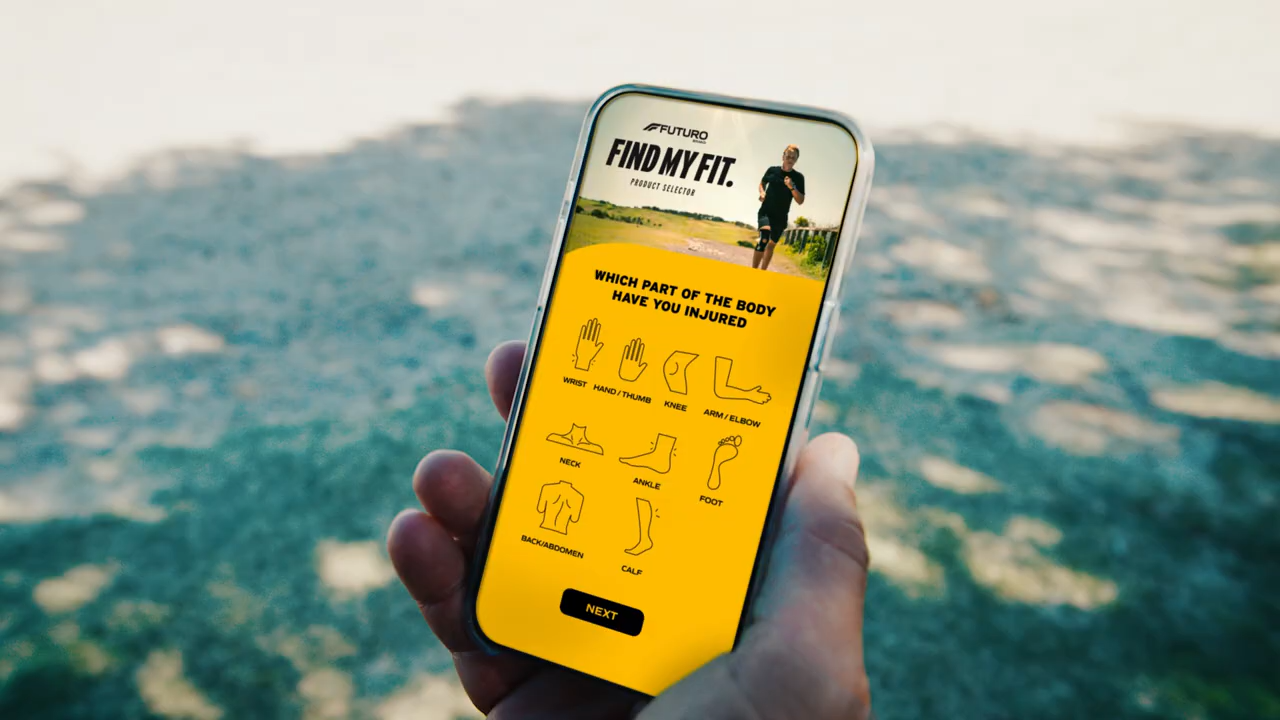 FUTURO
FIND MY FIT.
PRODUCT SELECTOR
WHICH PART OF THE BODY
HAVE YOU INJURED
WRIST
HAND / THUMB
KNEE
ARM / ELBOW
NECK
ANKLE
FOOT
BACK/ABDOMEN
CALF
NEXT